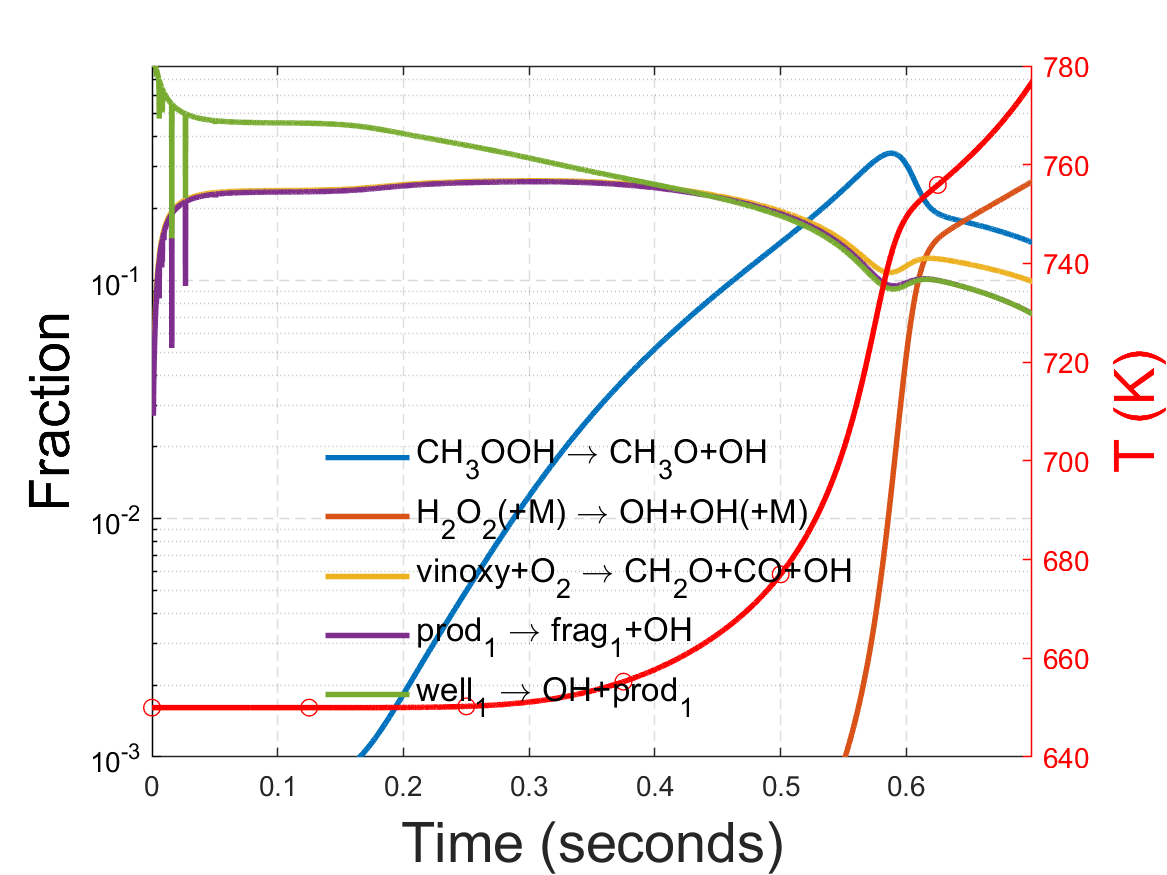 780
760
740
720
700
680
660
640
T (K)
10⁻¹
10⁻²
10⁻³
Fraction
CH₃OOH → CH₃O+OH
H₂O₂(+M) → OH+OH(+M)
vinoxy+O₂ → CH₂O+CO+OH
prod₁ → frag₁+OH
well₁ → OH+prod₁
0 0.1 0.2 0.3 0.4 0.5 0.6
Time (seconds)